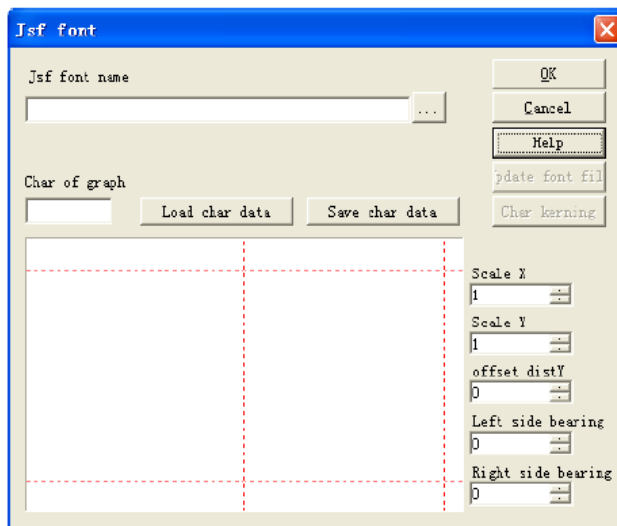 Jsf font
Jsf font name
...
OK
Cancel
Help
pdate font fil
Char kerning
Char of graph
Load char data
Save char data
Scale X
1
Scale Y
1
offset distY
0
Left side bearing
0
Right side bearing
0